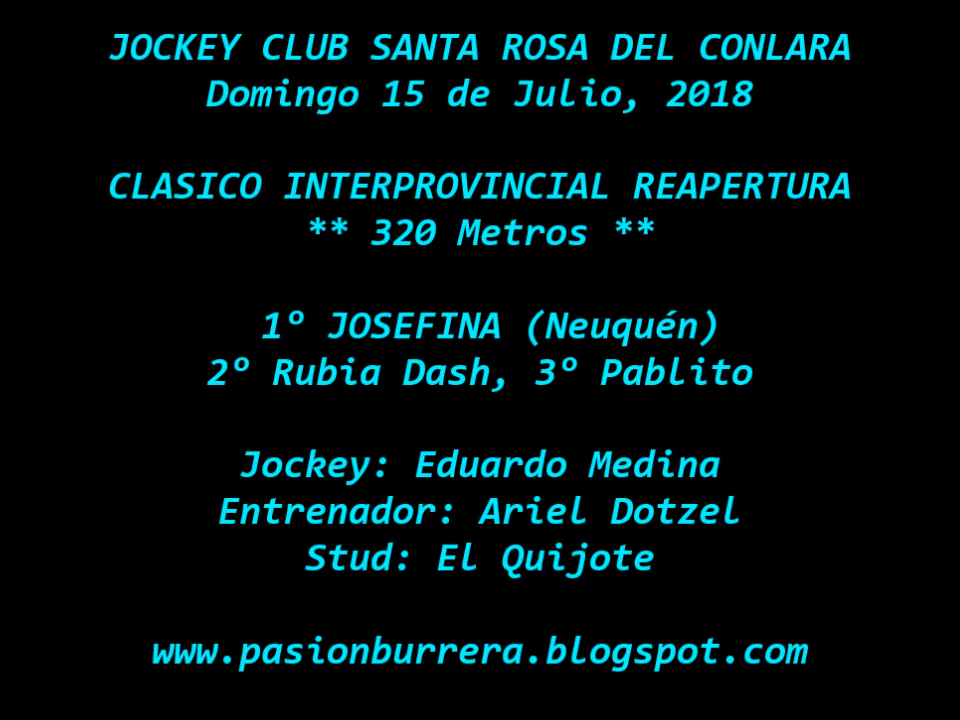 JOCKEY CLUB SANTA ROSA DEL CONLARA
Domingo 15 de Julio, 2018
CLASICO INTERPROVINCIAL REAPERTURA
** 320 Metros **
1º JOSEFINA (Neuquén)
2º Rubia Dash, 3º Pablito
Jockey: Eduardo Medina
Entrenador: Ariel Dotzel
Stud: El Quijote
www.pasionburrera.blogspot.com